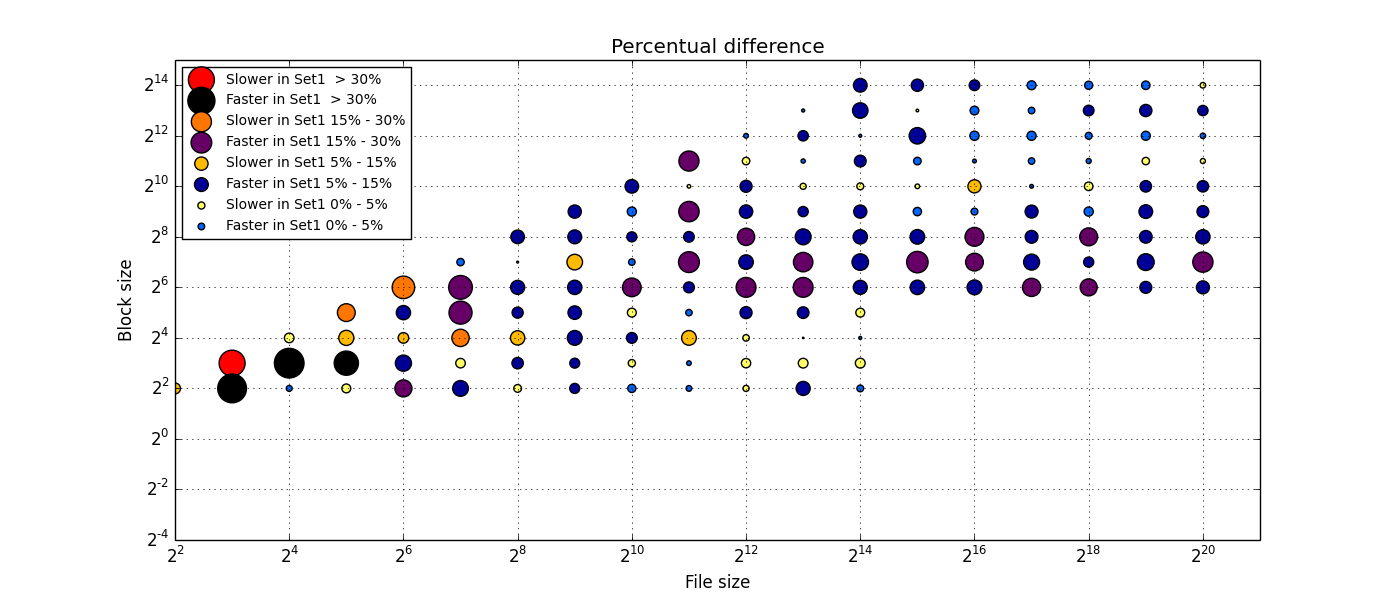 Percentual difference
Slower in Set1 > 30%
Faster in Set1 > 30%
Slower in Set1 15% - 30%
Faster in Set1 15% - 30%
Slower in Set1 5% - 15%
Faster in Set1 5% - 15%
Slower in Set1 0% - 5%
Faster in Set1 0% - 5%
Block size
2^14
2^12
2^10
2^8
2^6
2^4
2^2
2^0
2^-2
2^-4
2^2 2^4 2^6 2^8 2^10 2^12 2^14 2^16 2^18 2^20
File size